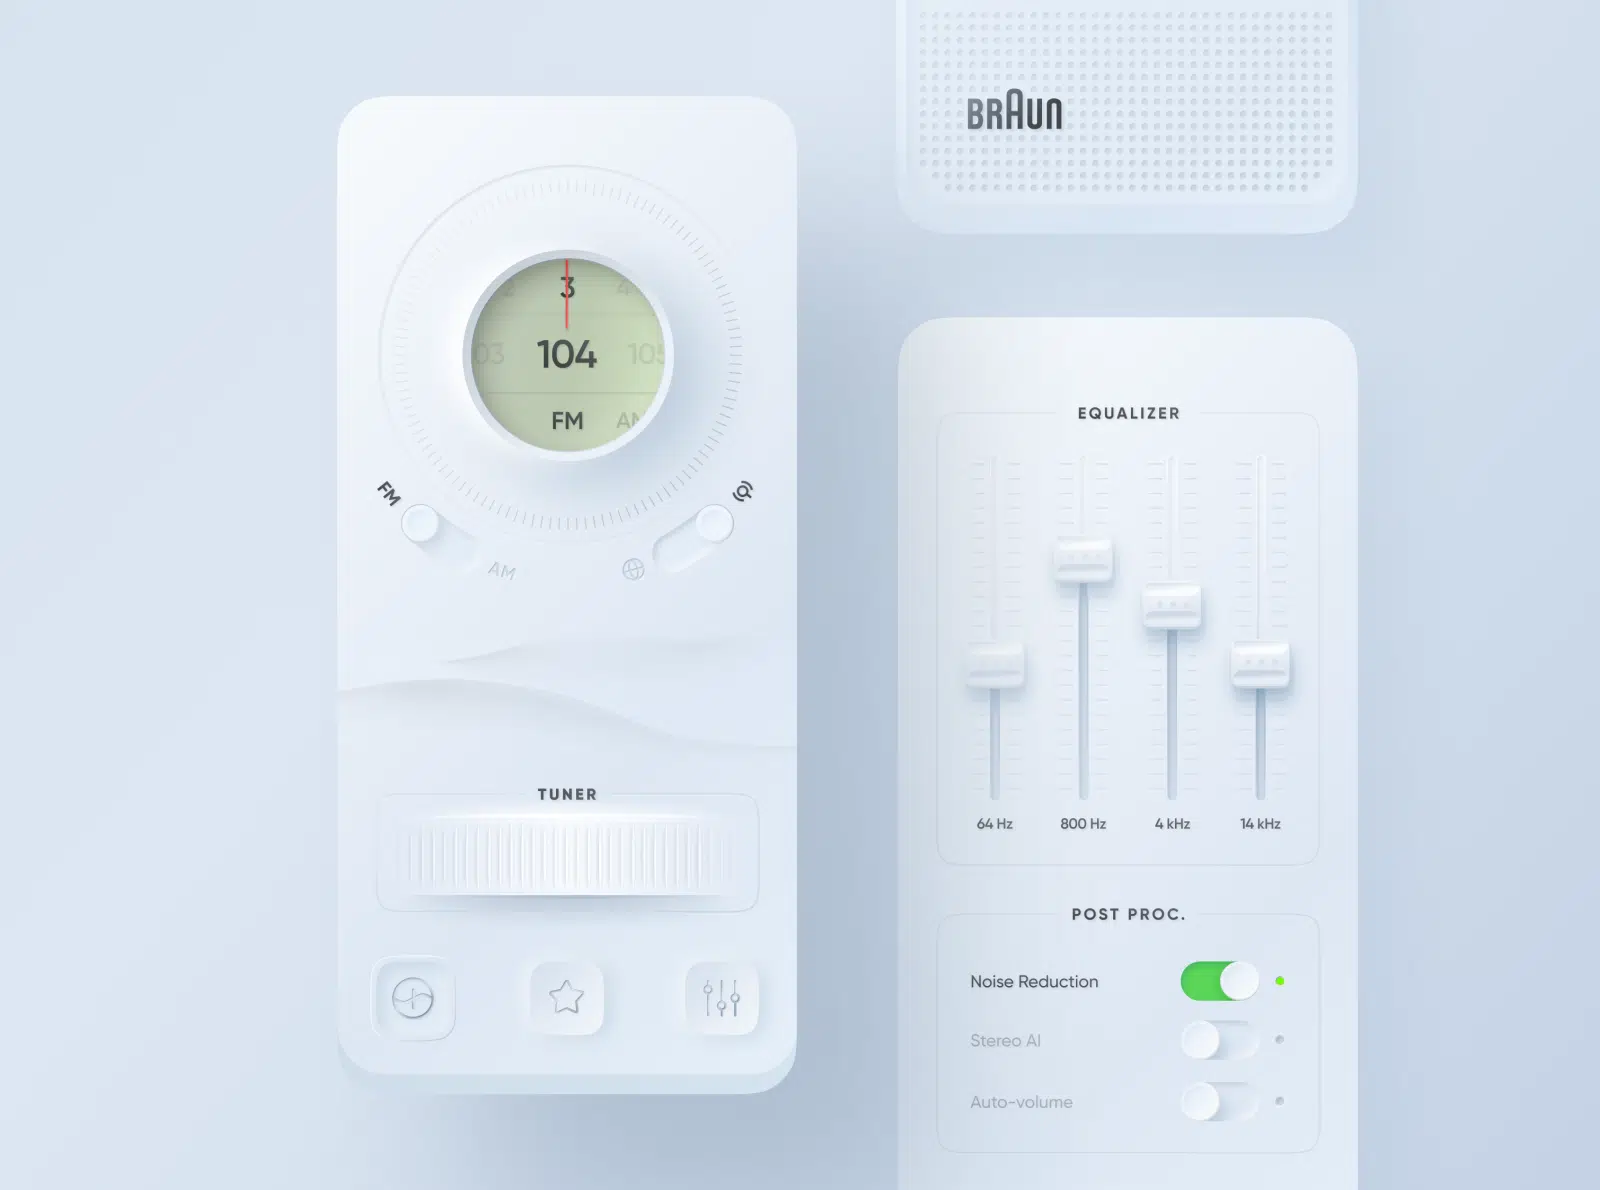 BRAUN
3
03 104 105
FM AM
FM
AM
TUNER
EQUALIZER
64 Hz 800 Hz 4 kHz 14 kHz
POST PROC.
Noise Reduction
Stereo AI
Auto-volume